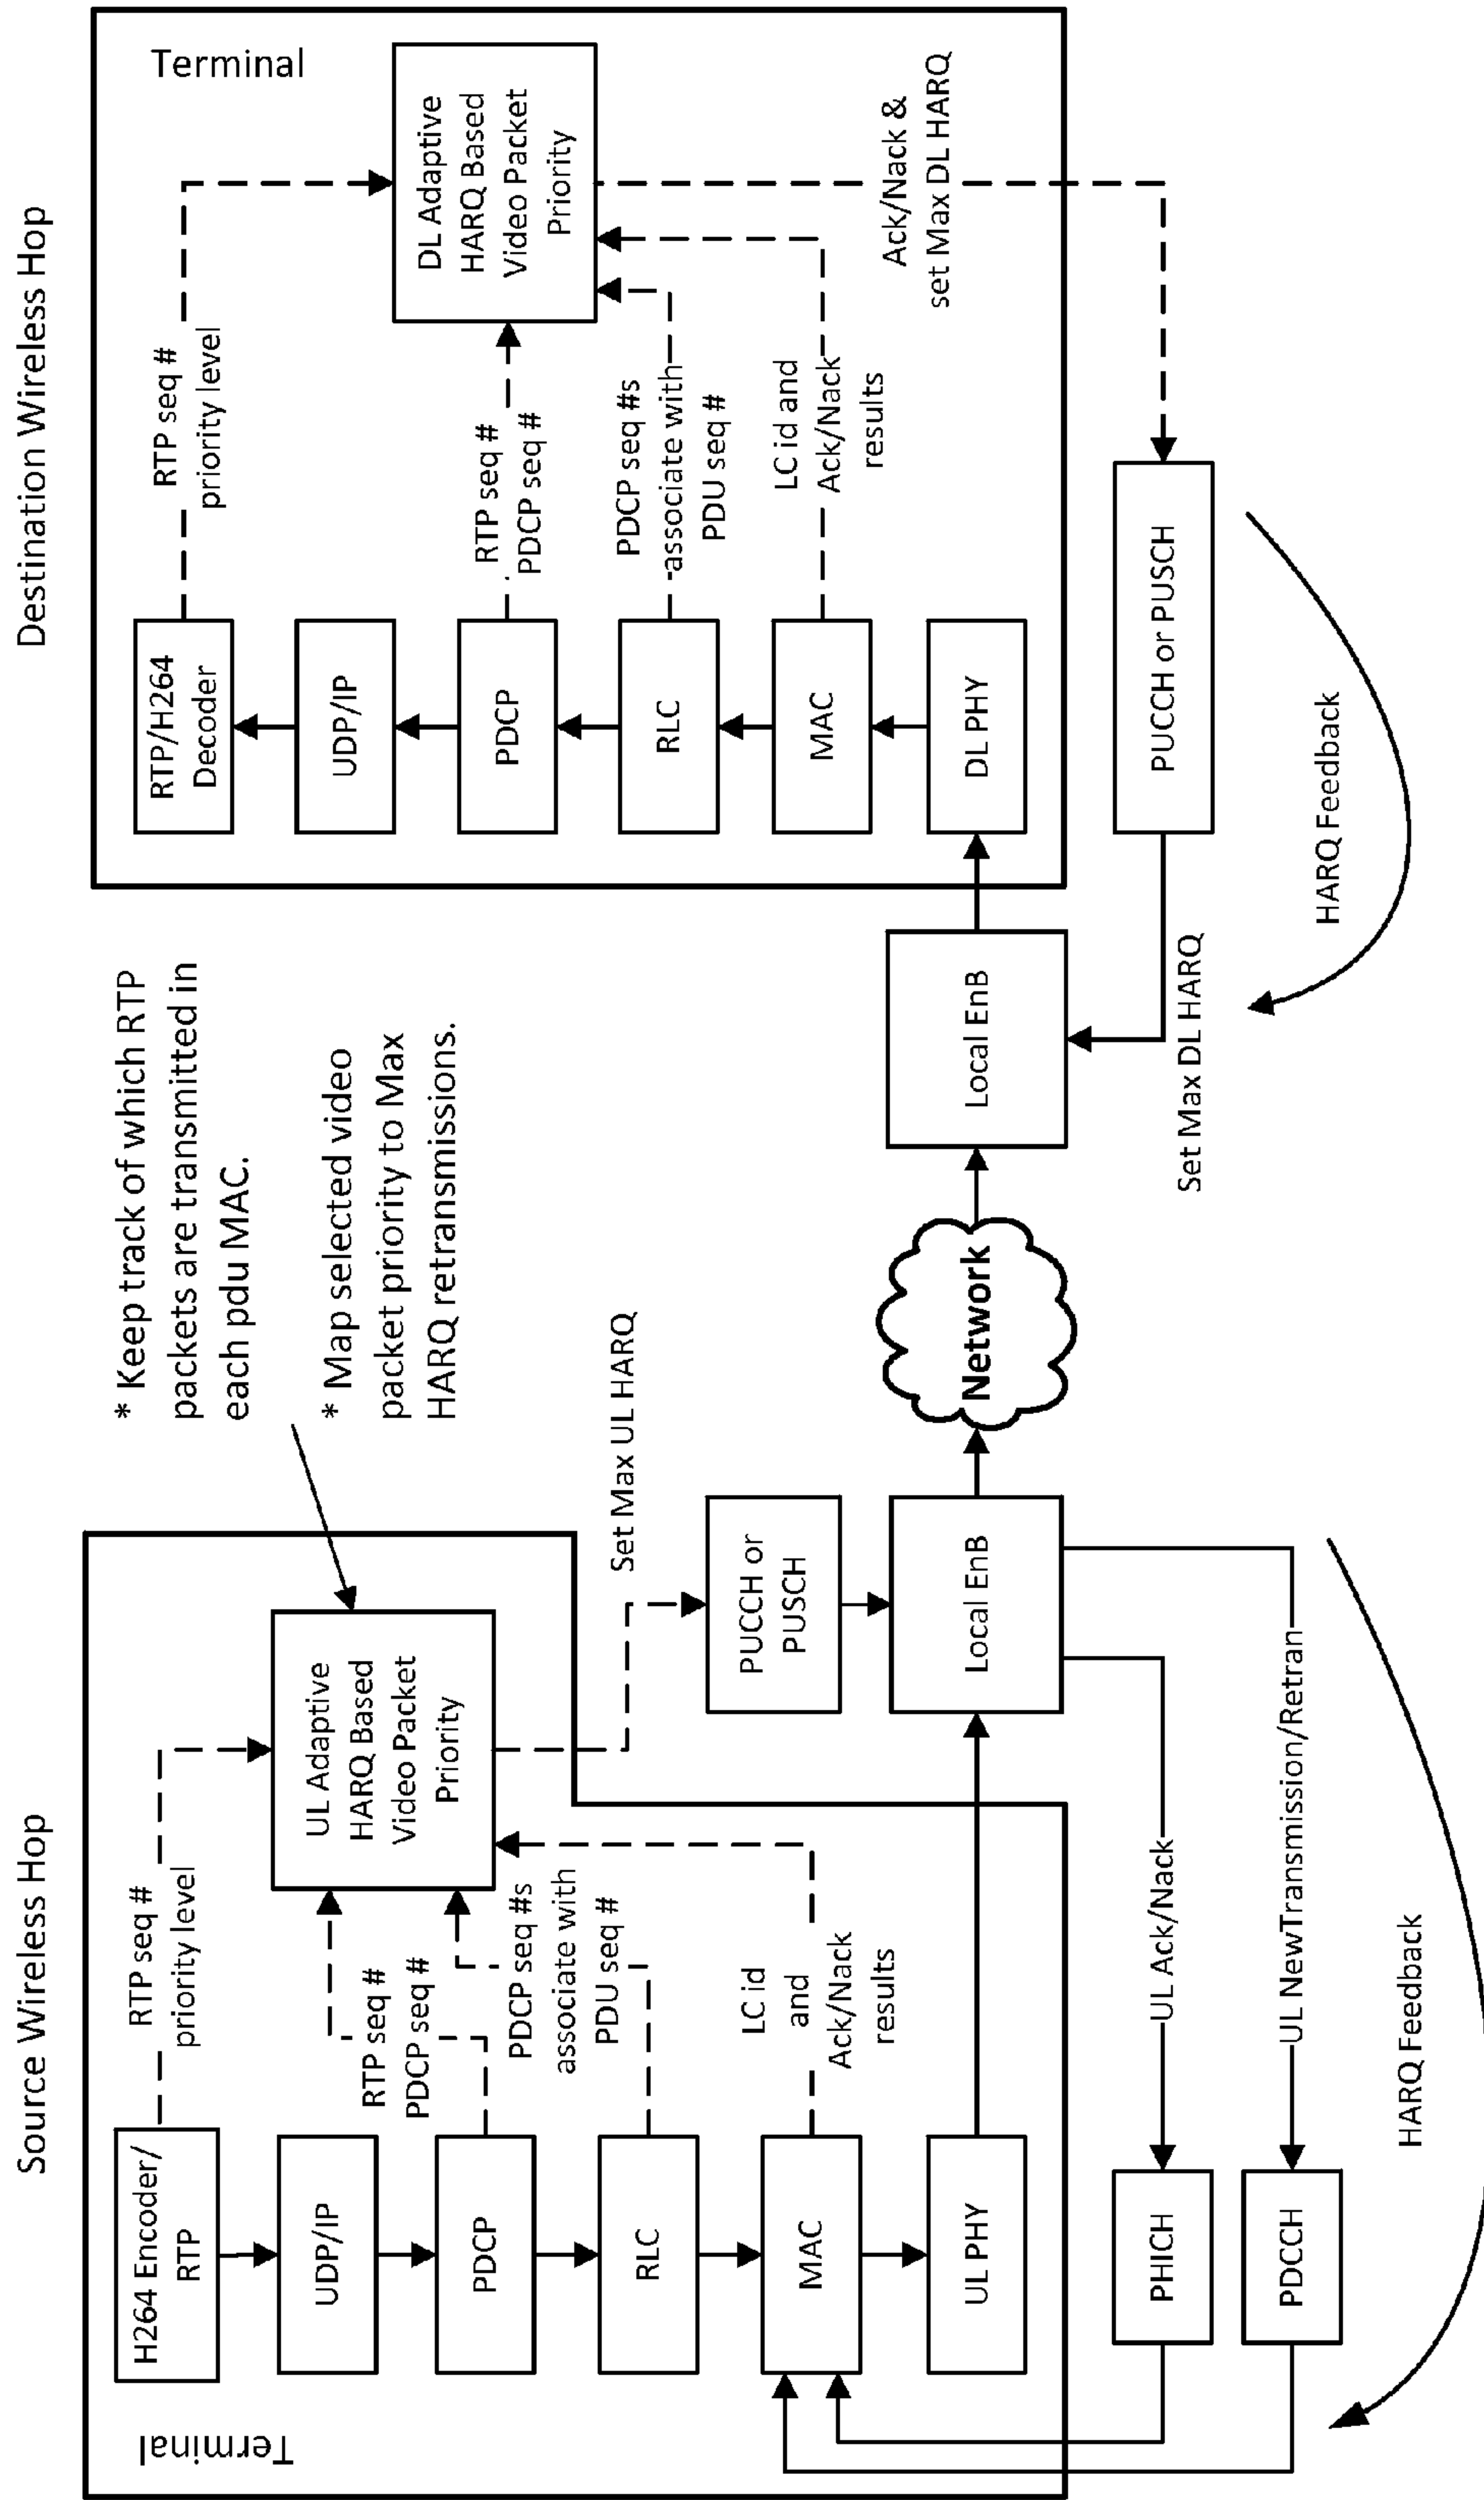 Source Wireless Hop
Terminal
H264 Encoder/
RTP
UDP/IP
PDCP
RLC
MAC
UL PHY
RTP seq #
priority level
RTP seq #
PDCP seq #
PDCP seq #s
associate with
PDU seq #
LC id
and
Ack/Nack
results
UL Adaptive
HARQ Based
Video Packet
Priority
* Keep track of which RTP
packets are transmitted in
each pdu MAC.
* Map selected video
packet priority to Max
HARQ retransmissions.
Set Max UL HARQ
PUCCH or
PUSCH
Local EnB
Network
PHICH
PDCCH
UL Ack/Nack
UL NewTransmission/Retran
HARQ Feedback
Destination Wireless Hop
Terminal
RTP/H264
Decoder
UDP/IP
PDCP
RLC
MAC
DL PHY
RTP seq #
priority level
RTP seq #
PDCP seq #
PDCP seq #s
associate with
PDU seq #
LC id and
Ack/Nack
results
DL Adaptive
HARQ Based
Video Packet
Priority
Ack/Nack &
set Max DL HARQ
Local EnB
Set Max DL HARQ
PUCCH or PUSCH
HARQ Feedback